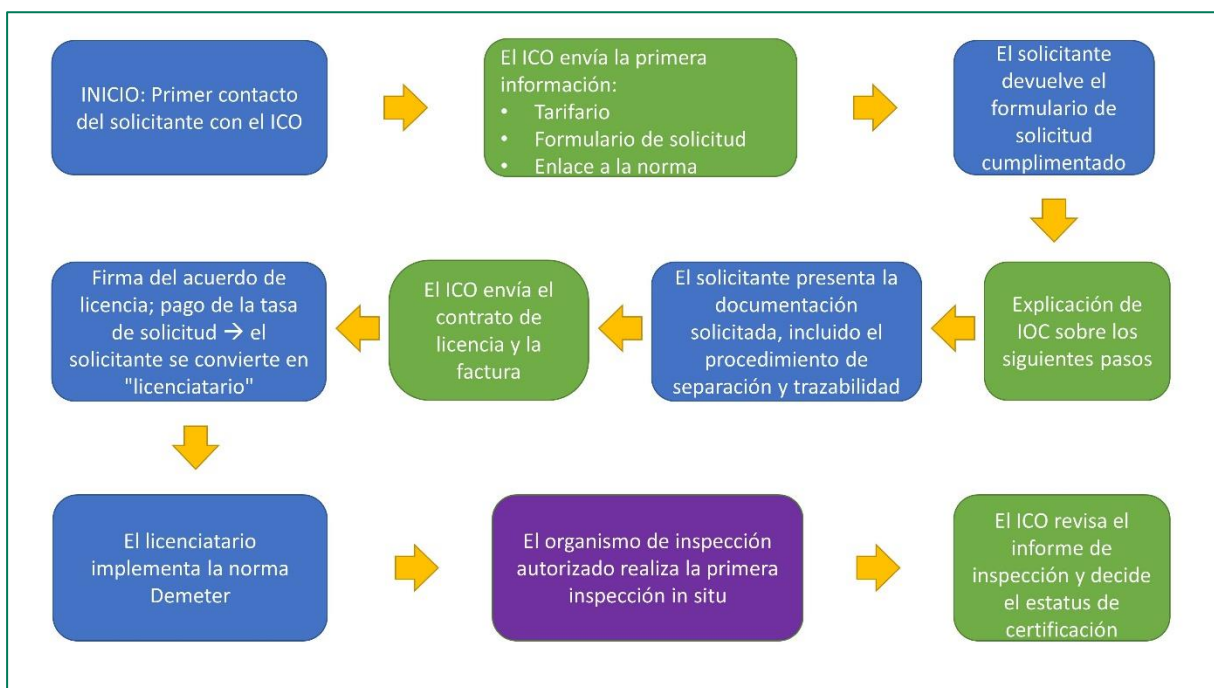 INICIO: Primer contacto
del solicitante con el ICO
El ICO envía la primera
información:
• Tarifario
• Formulario de solicitud
• Enlace a la norma
El solicitante
devuelve el
formulario de
solicitud
cumplimentado
Explicación de
IOC sobre los
siguientes pasos
El solicitante presenta la
documentación
solicitada, incluido el
procedimiento de
separación y trazabilidad
El ICO envía el
contrato de
licencia y la
factura
Firma del acuerdo de
licencia; pago de la tasa
de solicitud → el
solicitante se convierte en
"licenciatario"
El licenciatario
implementa la norma
Demeter
El organismo de inspección
autorizado realiza la primera
inspección in situ
El ICO revisa el
informe de
inspección y decide
el estatus de
certificación